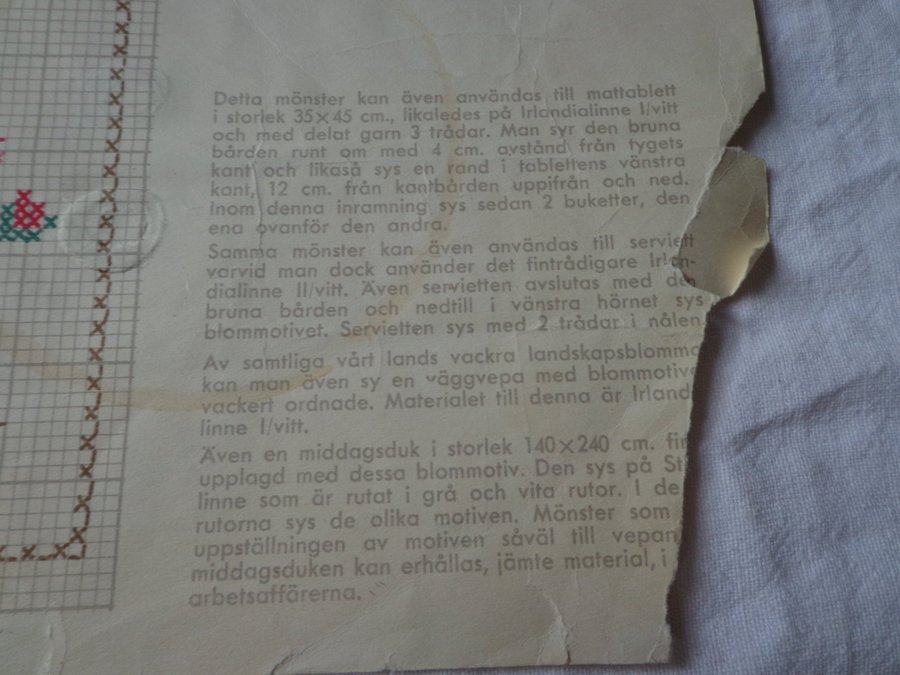 Detta mönster kan även användas till mattablett
i storlek 35×45 cm., likaledes på Irlandialinne I/vitt
och med delat garn 3 trådar. Man syr den bruna
bården runt om med 4 cm. avstånd från tygets
kant och likaså sys en rand i tablettens vänstra
kant, 12 cm. från kantbården uppifrån och ned.
Inom denna inramning sys sedan 2 buketter, den
ena ovanför den andra.
Samma mönster kan även användas till serviett
varvid man dock använder det fintrådigare Irlan-
dialinne II/vitt. Även servietten avslutas med den
bruna bården och nedtill i vänstra hörnet sys
blommotivet. Servietten sys med 2 trådar i nålen
Av samtliga vårt lands vackra landskapsblommo
kan man även sy en väggvepa med blommotive
vackert ordnade. Materialet till denna är Irland
linne I/vitt.
Även en middagsduk i storlek 140×240 cm. fin
upplagd med dessa blommotiv. Den sys på St
linne som är rutat i grå och vita rutor. I de
rutorna sys de olika motiven. Mönster som
uppställningen av motiven såväl till vepan
middagsduken kan erhållas, jämte material, i
arbetsaffärerna.